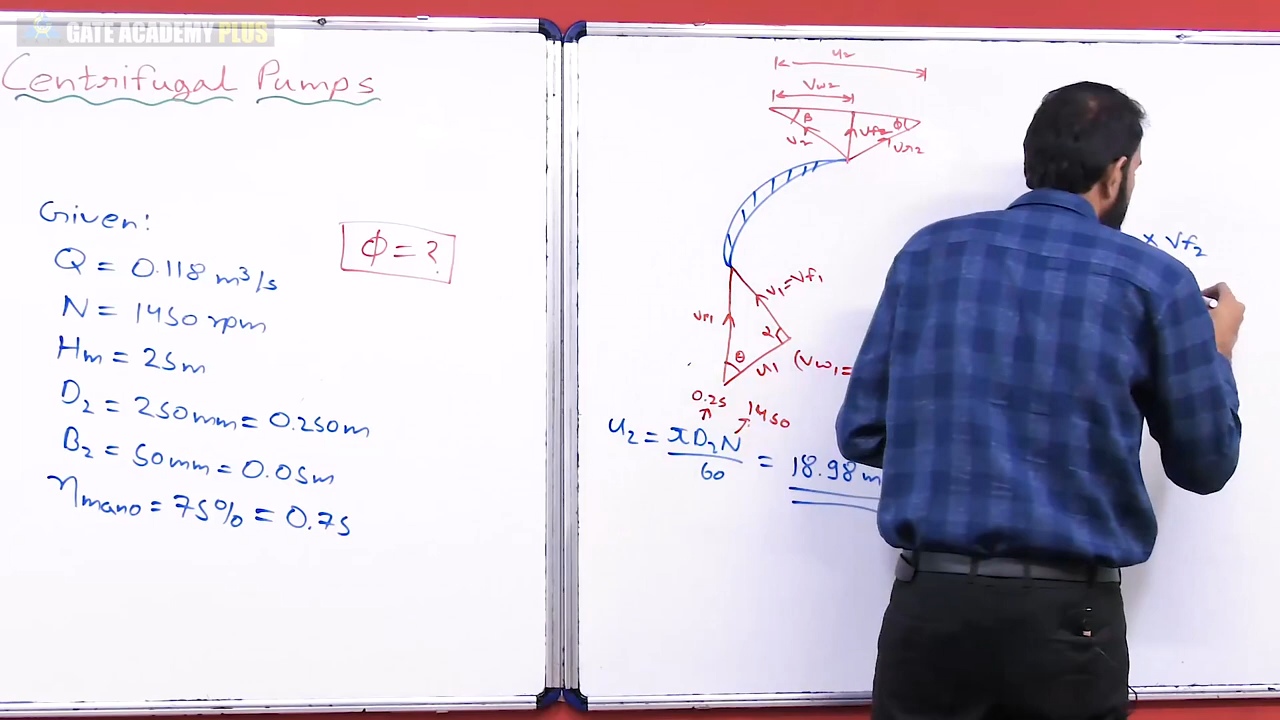 GATE ACADEMY PLUS
Centrifugal Pumps
Given:
Q = 0.118 m³/s
N = 1450 rpm
Hm = 25m
D2 = 250mm = 0.250m
B2 = 50mm = 0.05m
ηmano = 75% = 0.75
ϕ = ?
u2
Vw2
β
V2
Vf2
ϕ
Vr2
V1=Vf1
Vr1
α
θ
u1
(Vw1=
0.25
1450
u2 = πD2N
60
= 18.98 m
x Vf2